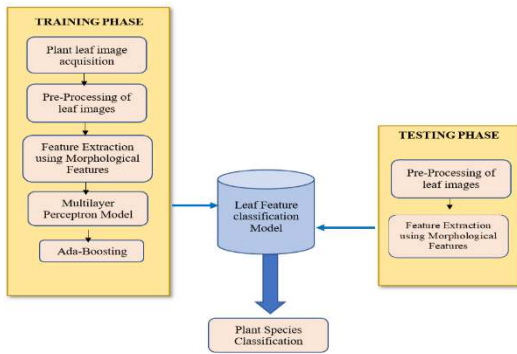 TRAINING PHASE
Plant leaf image
acquisition
Pre-Processing of
leaf images
Feature Extraction
using Morphological
Features
Multilayer
Perceptron Model
Ada-Boosting
Leaf Feature
classification
Model
Plant Species
Classification
TESTING PHASE
Pre-Processing of
leaf images
Feature Extraction
using Morphological
Features